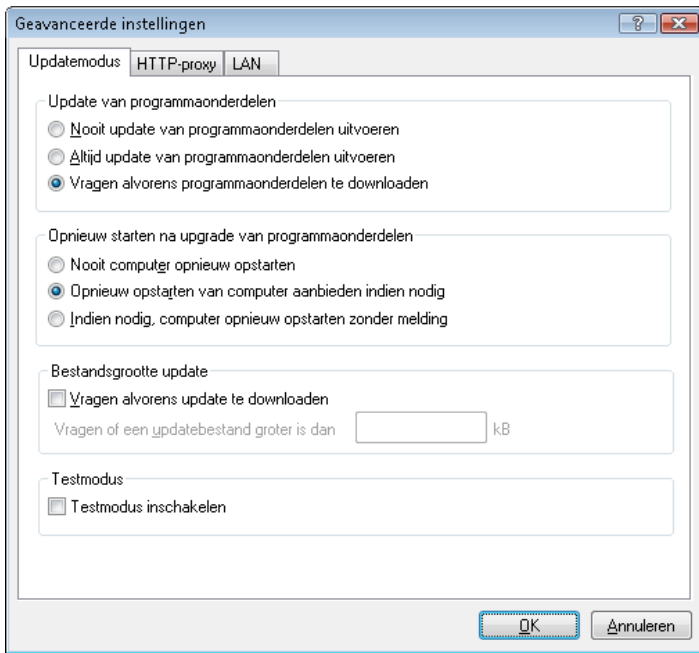 Geavanceerde instellingen
Updatemodus HTTP-proxy LAN
Update van programmaonderdelen
Nooit update van programmaonderdelen uitvoeren
Altijd update van programmaonderdelen uitvoeren
Vragen alvorens programmaonderdelen te downloaden
Opnieuw starten na upgrade van programmaonderdelen
Nooit computer opnieuw opstarten
Opnieuw opstarten van computer aanbieden indien nodig
Indien nodig, computer opnieuw opstarten zonder melding
Bestandsgrootte update
Vragen alvorens update te downloaden
Vragen of een updatebestand groter is dan kB
Testmodus
Testmodus inschakelen
OK Annuleren